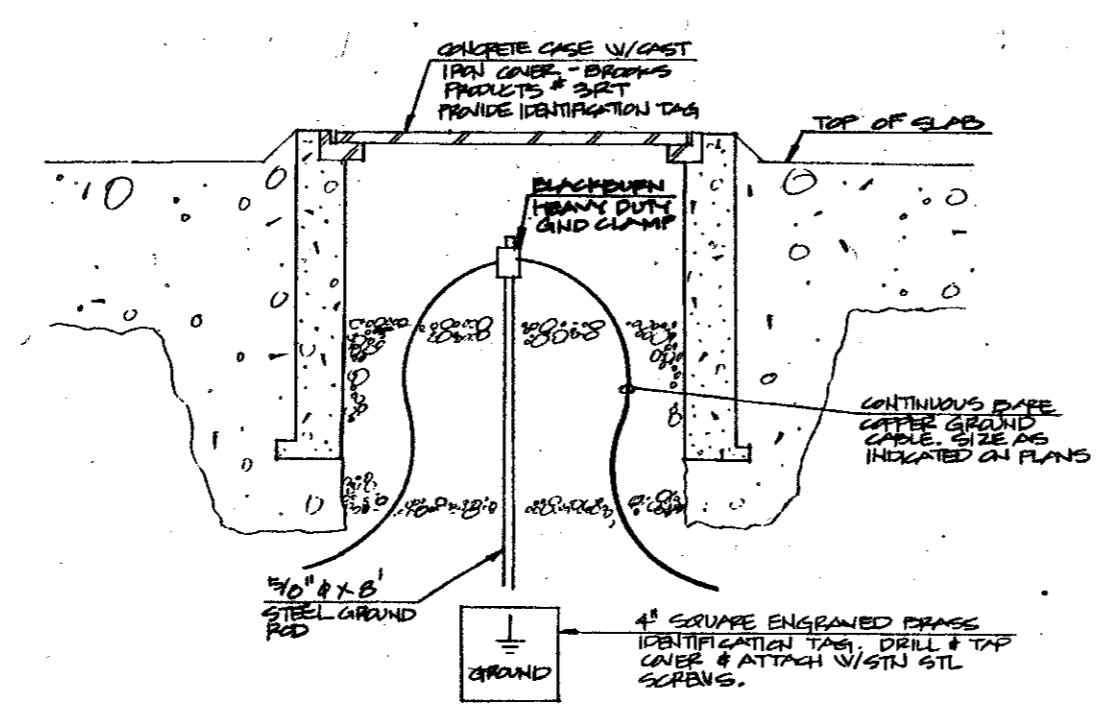 CONCRETE CASE W/CAST
IRON COVER - BROOKS
PRODUCTS # 3RT
PROVIDE IDENTIFICATION TAG
TOP OF SLAB
BLACKBURN
HEAVY DUTY
GND CLAMP
CONTINUOUS BARE
COPPER GROUND
CABLE. SIZE AS
INDICATED ON PLANS
5/8" φ X 8'
STEEL GROUND
ROD
GROUND
4" SQUARE ENGRAVED BRASS
IDENTIFICATION TAG. DRILL & TAP
COVER & ATTACH W/STN STL
SCREWS.